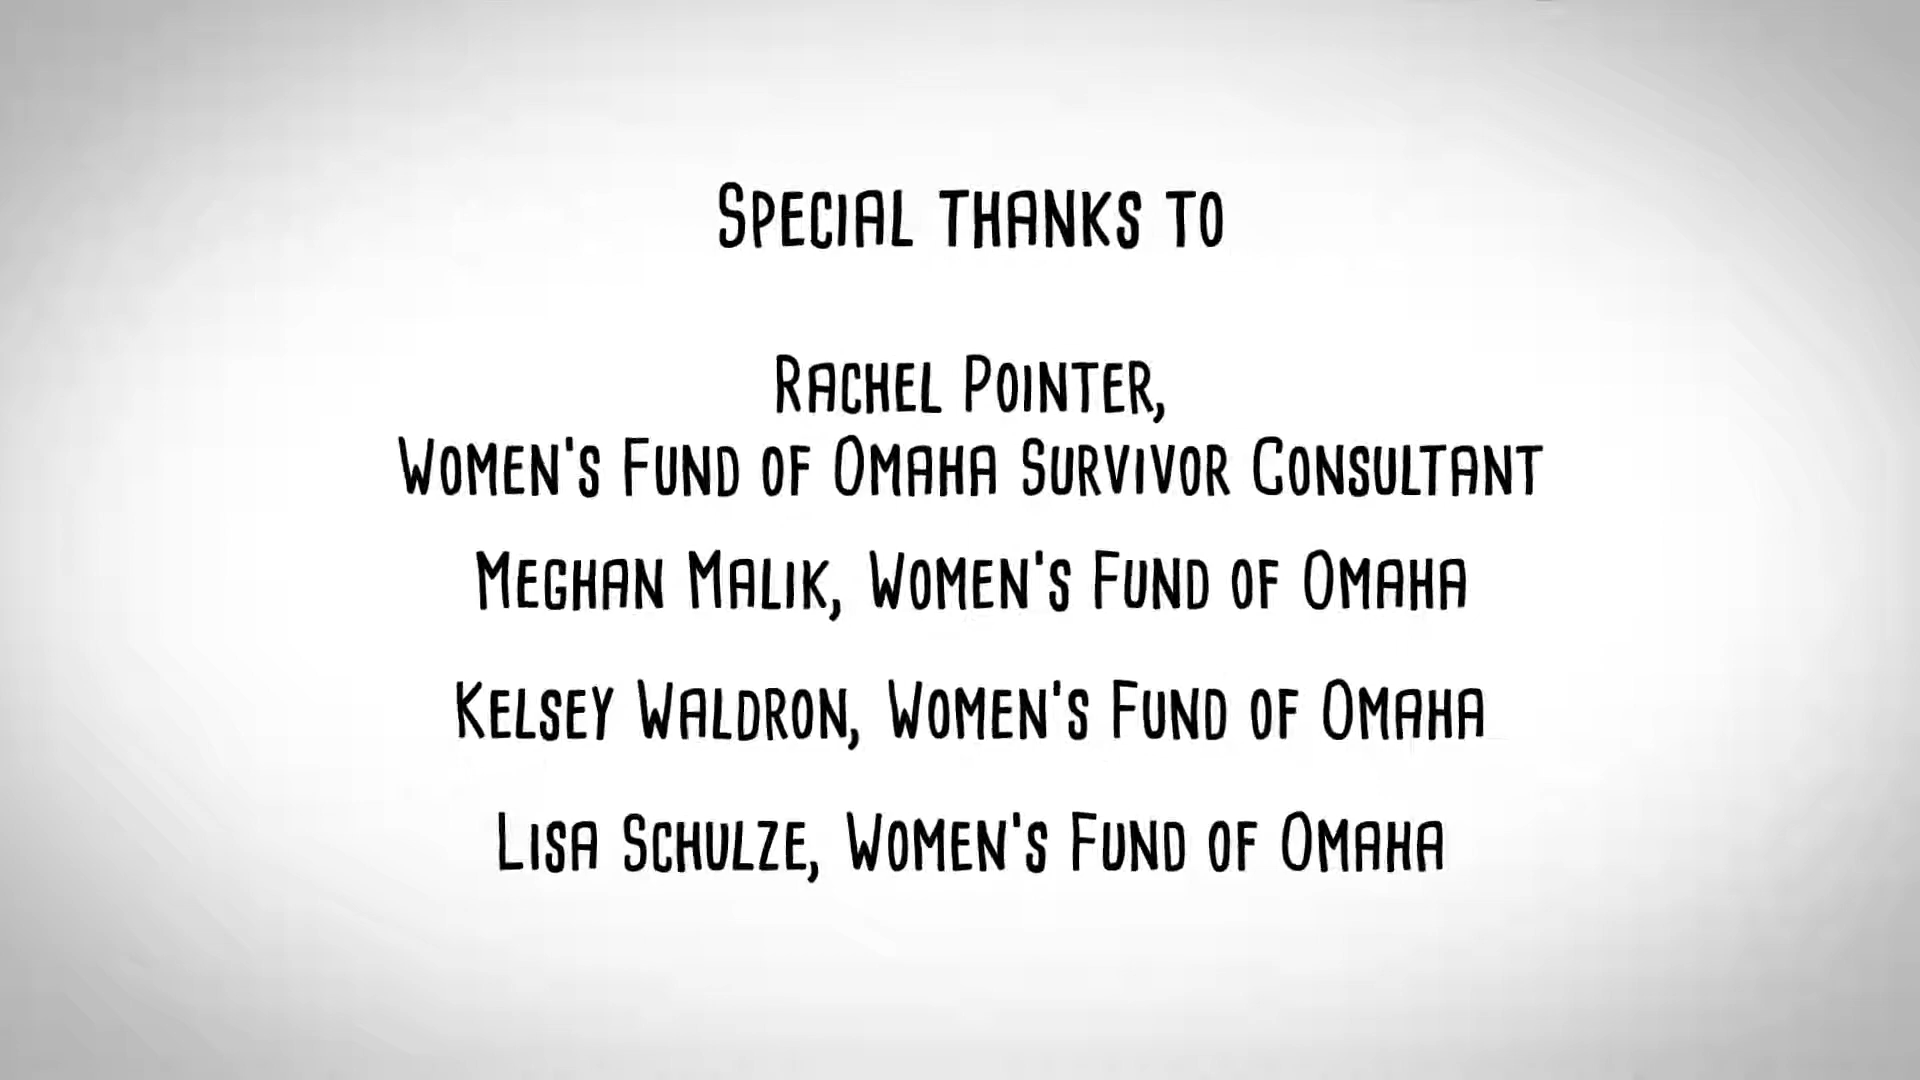 Special thanks to
Rachel Pointer,
Women's Fund of Omaha Survivor Consultant
Meghan Malik, Women's Fund of Omaha
Kelsey Waldron, Women's Fund of Omaha
Lisa Schulze, Women's Fund of Omaha